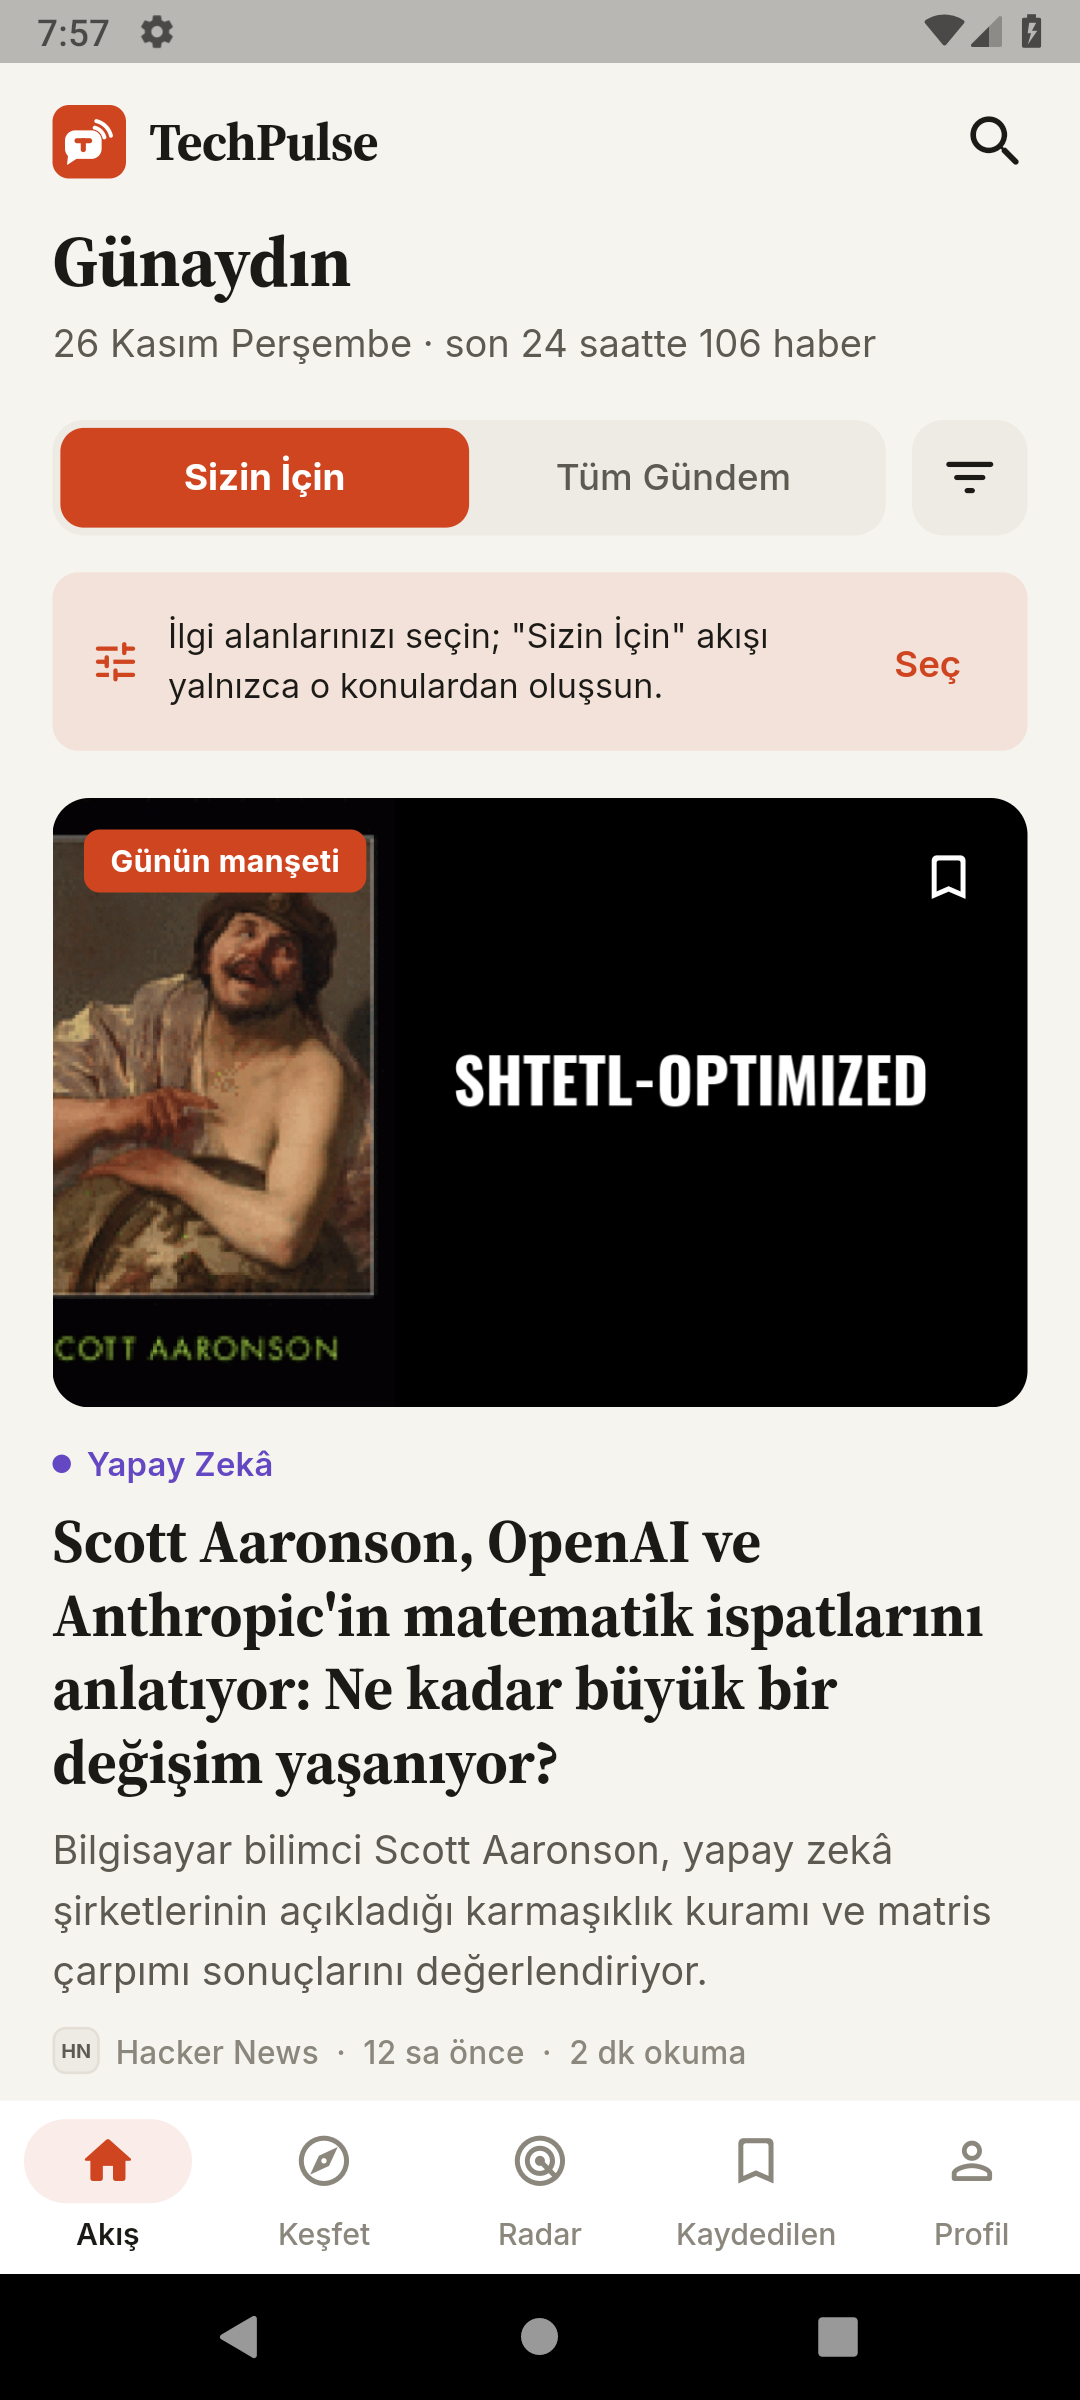 7:57
TechPulse
Günaydın
26 Kasım Perşembe · son 24 saatte 106 haber
Sizin İçin
Tüm Gündem
İlgi alanlarınızı seçin; "Sizin İçin" akışı
yalnızca o konulardan oluşsun.
Seç
Günün manşeti
SHTETL-OPTIMIZED
COTT AARONSON
Yapay Zekâ
Scott Aaronson, OpenAI ve
Anthropic'in matematik ispatlarını
anlatıyor: Ne kadar büyük bir
değişim yaşanıyor?
Bilgisayar bilimci Scott Aaronson, yapay zekâ
şirketlerinin açıkladığı karmaşıklık kuramı ve matris
çarpımı sonuçlarını değerlendiriyor.
HN Hacker News · 12 sa önce · 2 dk okuma
Akış
Keşfet
Radar
Kaydedilen
Profil